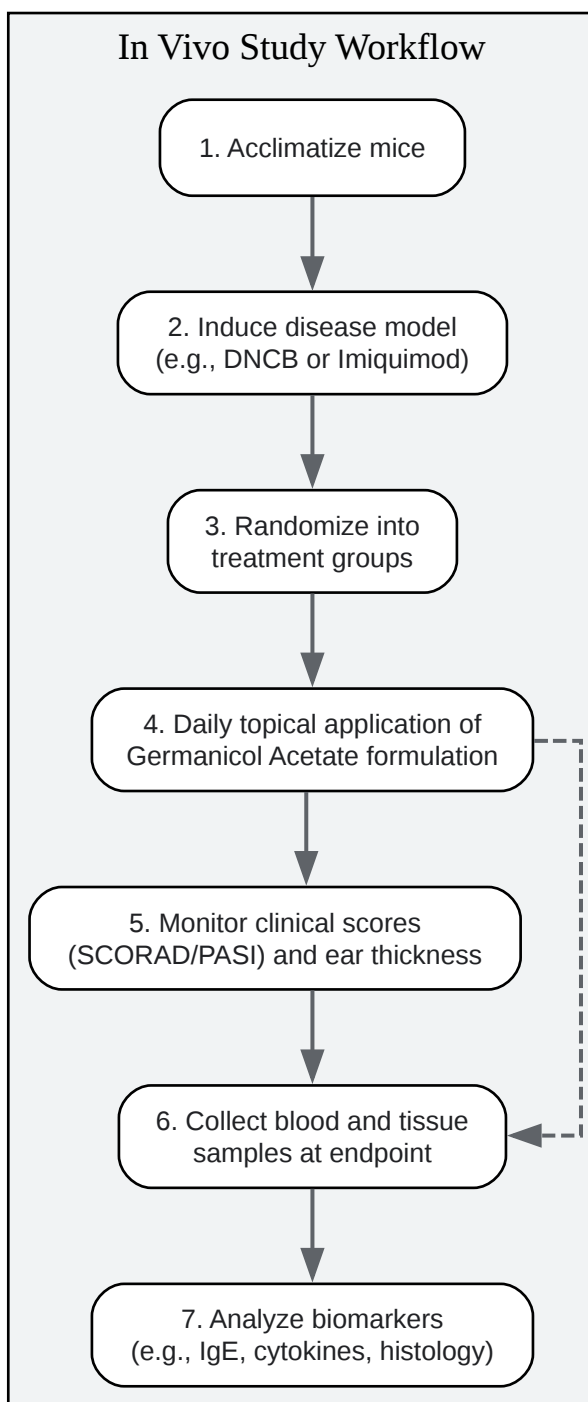 In Vivo Study Workflow
1. Acclimatize mice
2. Induce disease model
(e.g., DNCB or Imiquimod)
3. Randomize into
treatment groups
4. Daily topical application of
Germanicol Acetate formulation
5. Monitor clinical scores
(SCORAD/PASI) and ear thickness
6. Collect blood and tissue
samples at endpoint
7. Analyze biomarkers
(e.g., IgE, cytokines, histology)